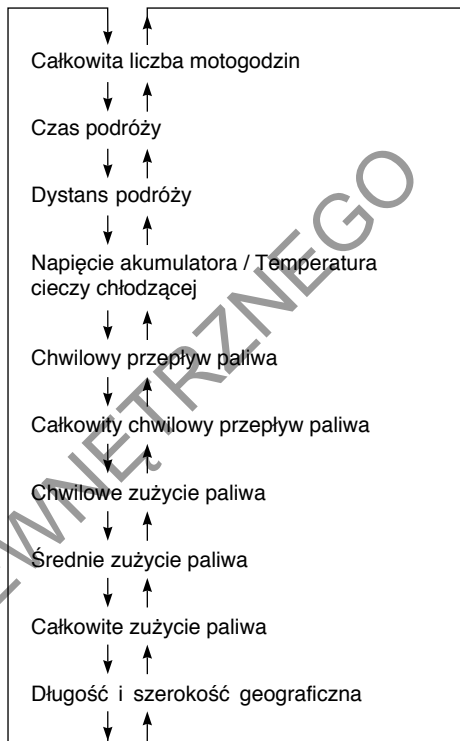 Całkowita liczba motogodzin
Czas podróży
Dystans podróży
Napięcie akumulatora / Temperatura
cieczy chłodzącej
Chwilowy przepływ paliwa
Całkowity chwilowy przepływ paliwa
Chwilowe zużycie paliwa
Średnie zużycie paliwa
Całkowite zużycie paliwa
Długość i szerokość geograficzna